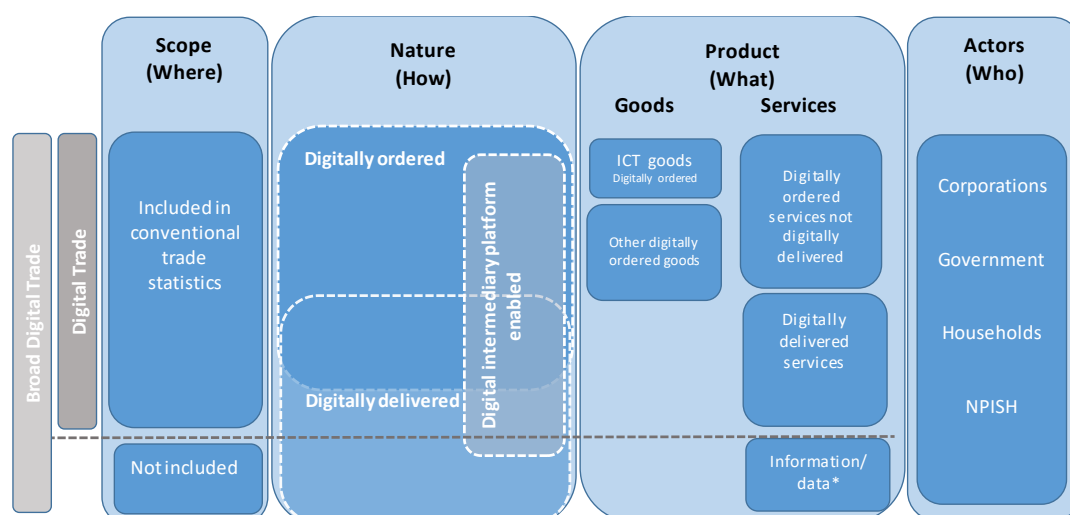 Scope
(Where)
Nature
(How)
Product
(What)
Actors
(Who)
Goods
Services
Broad Digital Trade
Digital Trade
Included in
conventional
trade
statistics
Not included
Digitally ordered
Digital intermediary platform
enabled
Digitally delivered
ICT goods
Digitally ordered
Other digitally
ordered goods
Digitally
ordered
services not
digitally
delivered
Digitally
delivered
services
Information/
data*
Corporations
Government
Households
NPISH